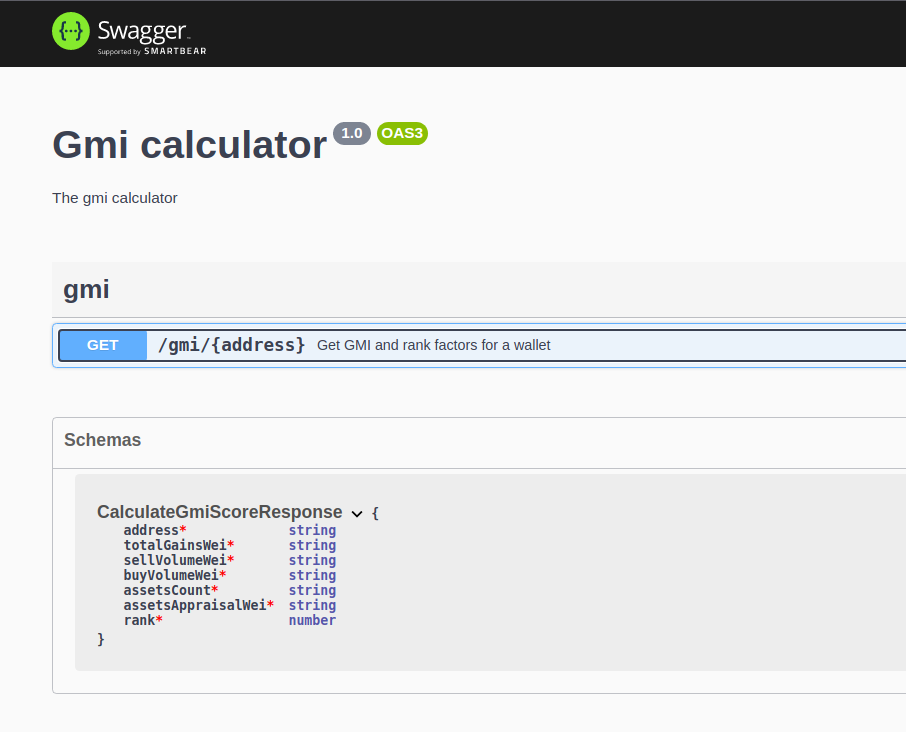 {···} Swagger™
Supported by SMARTBEAR
Gmi calculator 1.0 OAS3
The gmi calculator
gmi
GET /gmi/{address} Get GMI and rank factors for a wallet
Schemas
CalculateGmiScoreResponse {
address* string
totalGainsWei* string
sellVolumeWei* string
buyVolumeWei* string
assetsCount* string
assetsAppraisalWei* string
rank* number
}